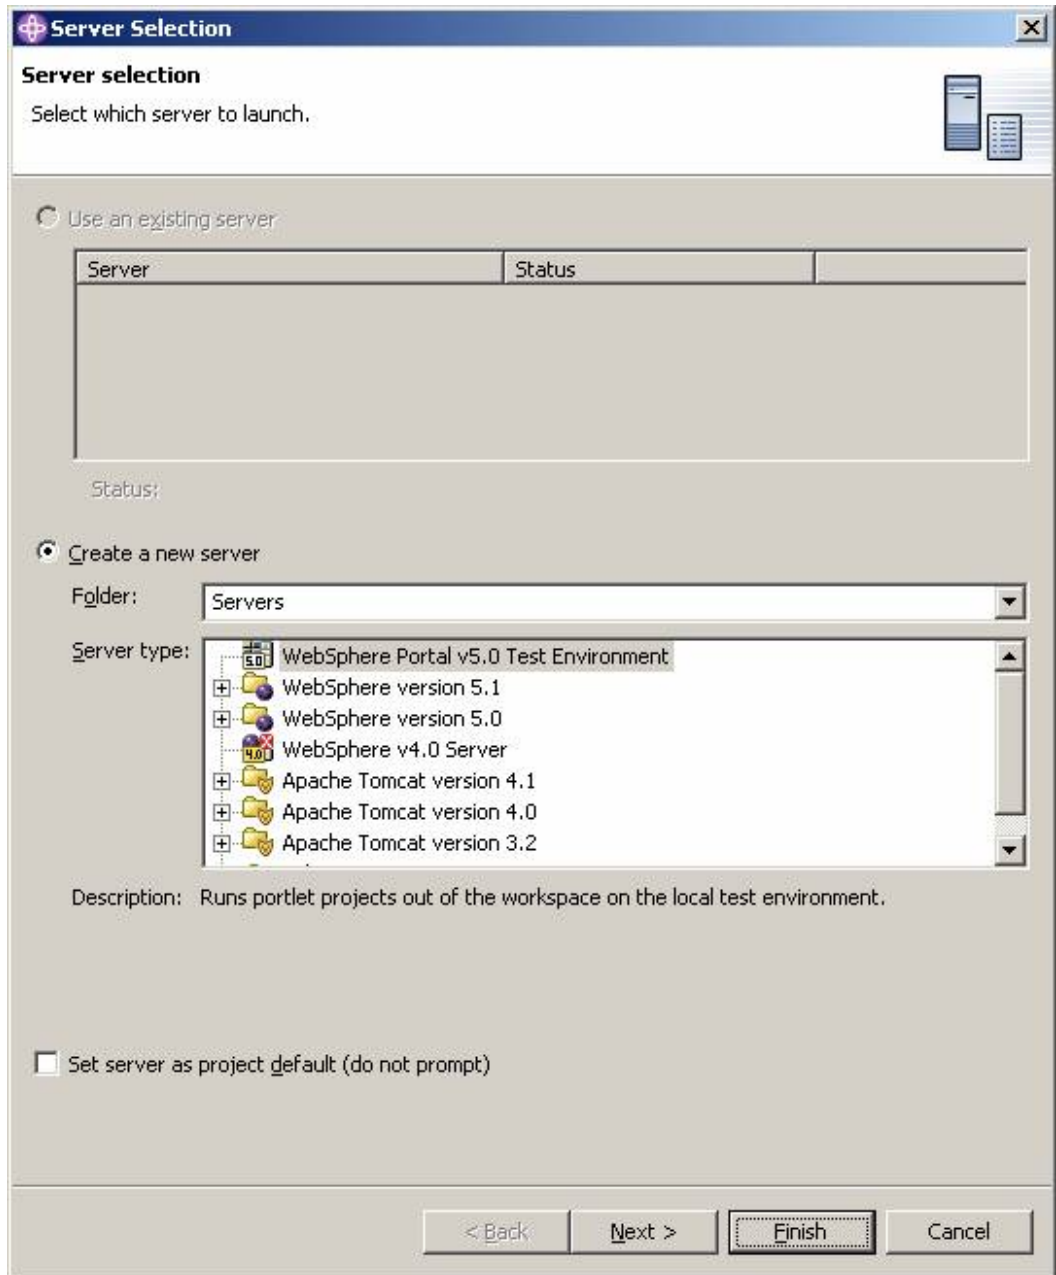 Server Selection
Server selection
Select which server to launch.
Use an existing server
Server Status
Status:
Create a new server
Folder: Servers
Server type: WebSphere Portal v5.0 Test Environment
WebSphere version 5.1
WebSphere version 5.0
WebSphere v4.0 Server
Apache Tomcat version 4.1
Apache Tomcat version 4.0
Apache Tomcat version 3.2
Description: Runs portlet projects out of the workspace on the local test environment.
Set server as project default (do not prompt)
< Back Next > Finish Cancel